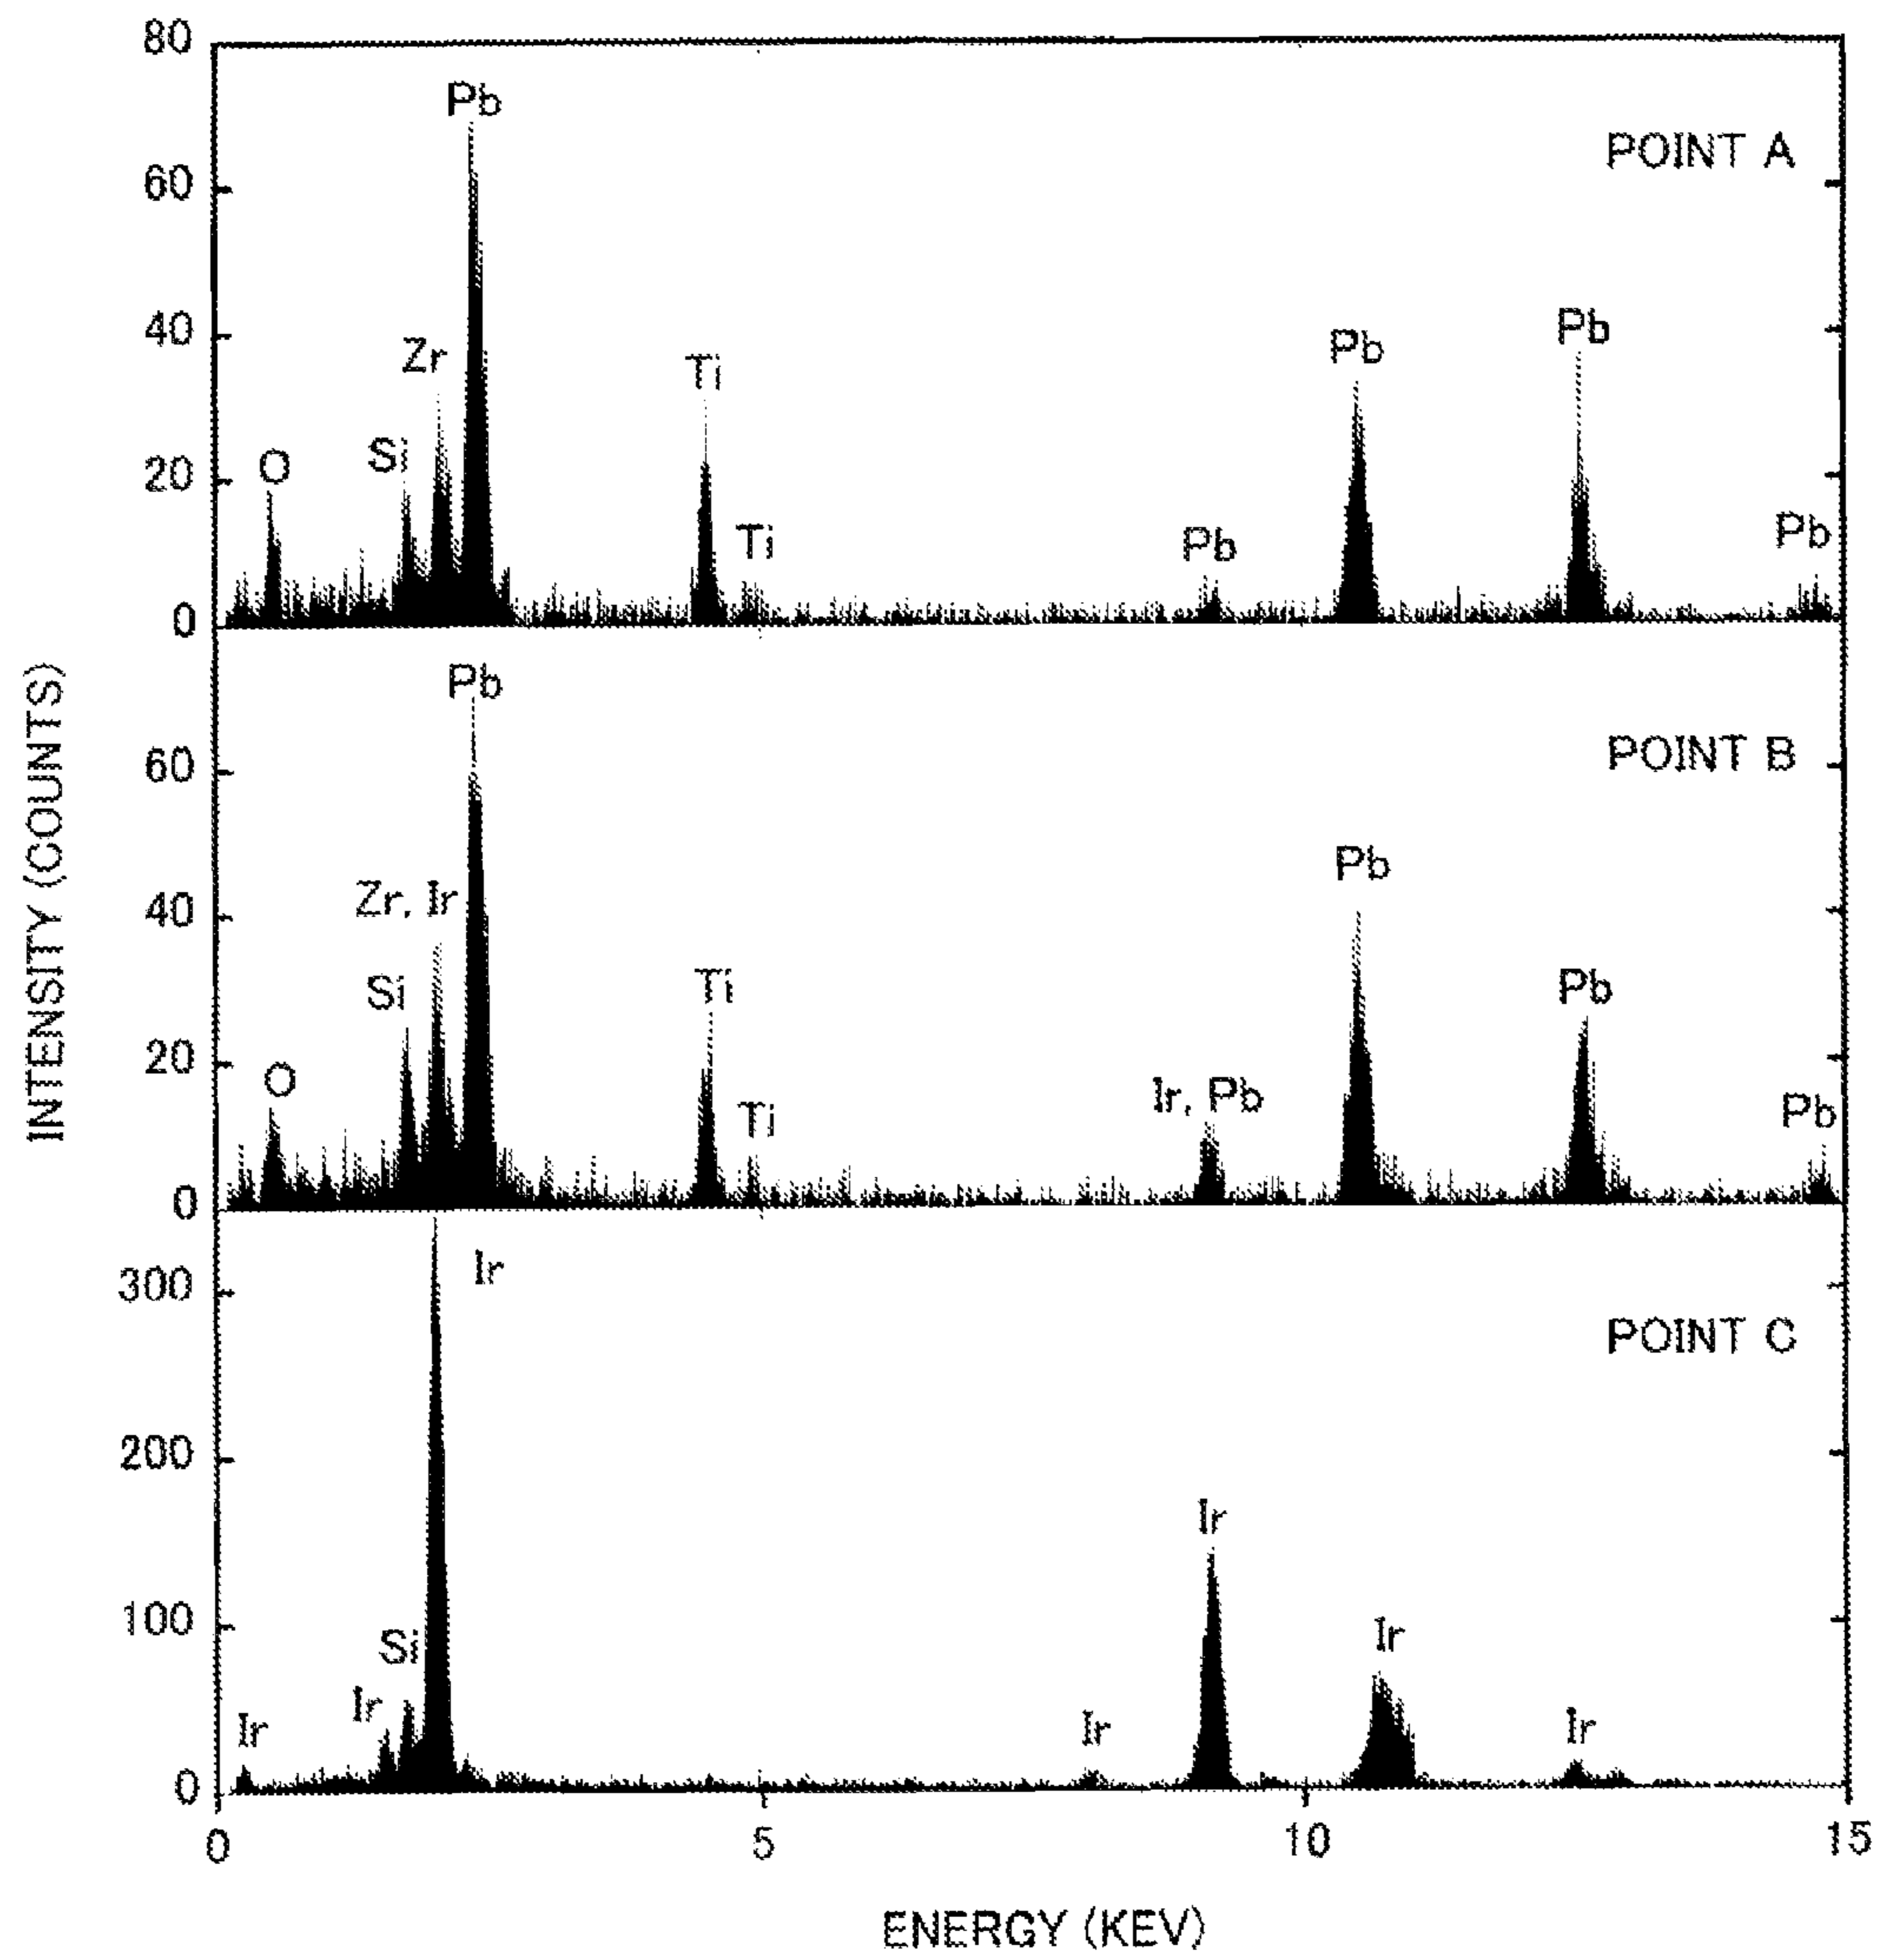 80
Pb
POINT A
60
40
Zr
Ti
Pb
Pb
Si
O
20
Ti
Pb
Pb
0
INTENSITY (COUNTS)
Pb
POINT B
60
Zr, Ir
40
Pb
Si
Ti
Pb
20
O
Ti
Ir, Pb
Pb
0
Ir
300
POINT C
200
Ir
100
Si
Ir
Ir
Ir
Ir
Ir
0
0 5 10 15
ENERGY (KEV)